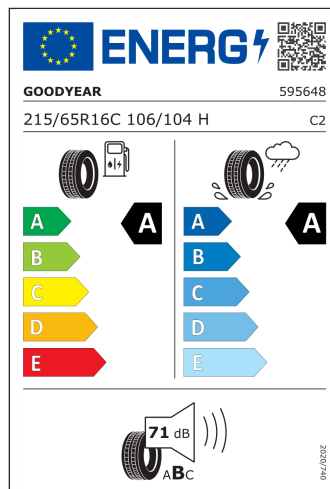 ENERG
GOODYEAR 595648
215/65R16C 106/104 H C2
A A A A
B B
C C
D D
E E
71 dB
ABC
2020/740